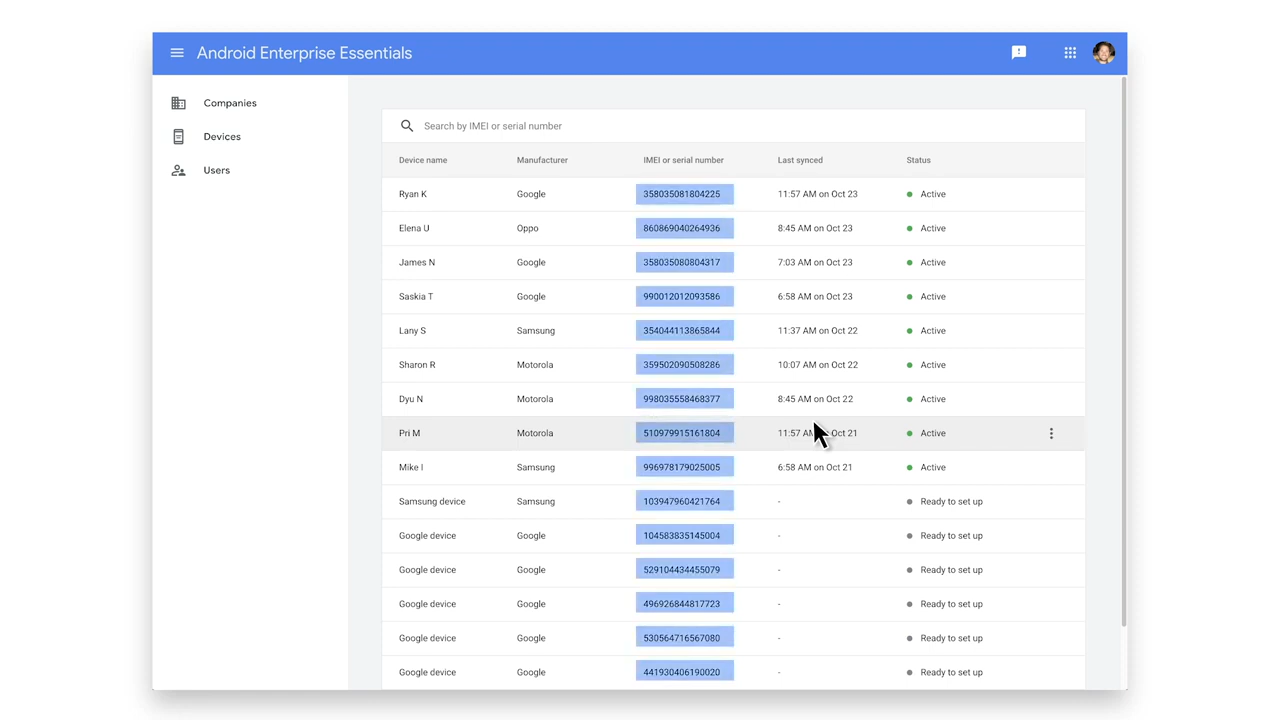 Android Enterprise Essentials
Companies
Devices
Users
Search by IMEI or serial number
Device name Manufacturer IMEI or serial number Last synced Status
Ryan K Google 358035081804225 11:57 AM on Oct 23 Active
Elena U Oppo 860869040264936 8:45 AM on Oct 23 Active
James N Google 358035080804317 7:03 AM on Oct 23 Active
Saskia T Google 990012012093586 6:58 AM on Oct 23 Active
Lany S Samsung 354044113865844 11:37 AM on Oct 22 Active
Sharon R Motorola 359502090508286 10:07 AM on Oct 22 Active
Dyu N Motorola 998035558468377 8:45 AM on Oct 22 Active
Pri M Motorola 510979915161804 11:57 AM on Oct 21 Active
Mike I Samsung 996978179025005 6:58 AM on Oct 21 Active
Samsung device Samsung 103947960421764 - Ready to set up
Google device Google 104583835145004 - Ready to set up
Google device Google 529104434455079 - Ready to set up
Google device Google 496926844817723 - Ready to set up
Google device Google 530564716567080 - Ready to set up
Google device Google 441930406190020 - Ready to set up